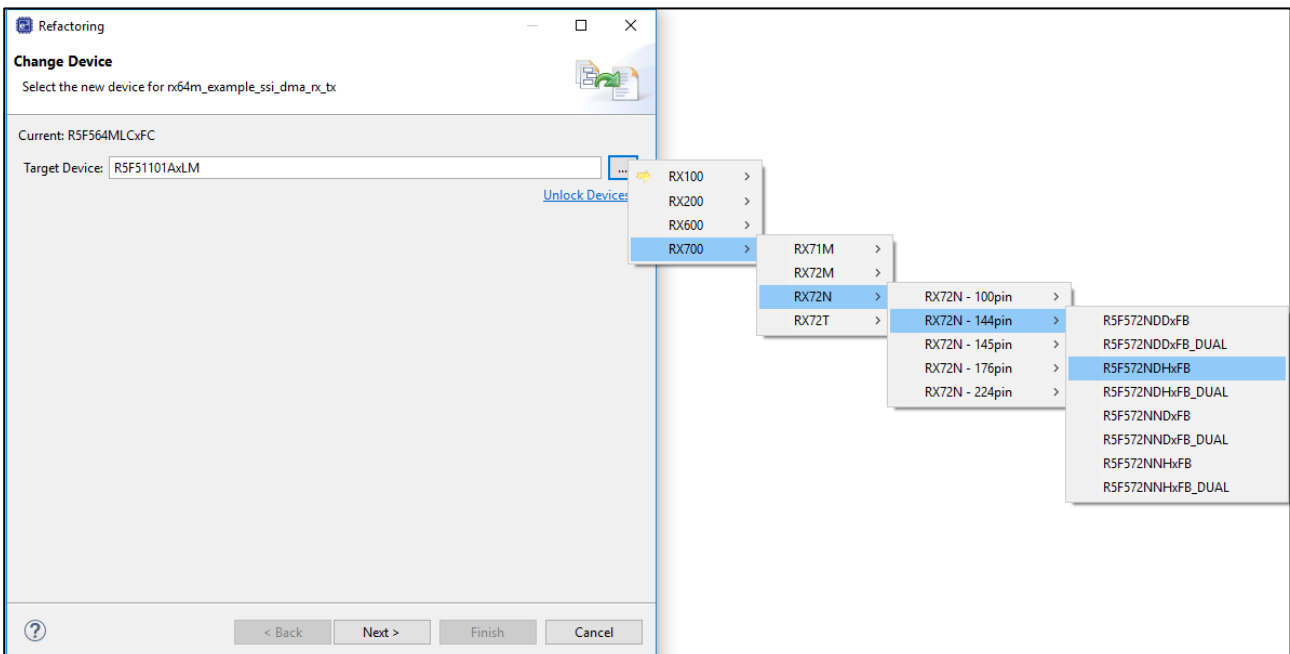 Refactoring
Change Device
Select the new device for rx64m_example_ssi_dma_rx_tx
Current: R5F564MLCxFC
Target Device: R5F51101AxLM ...
Unlock Devices
RX100
RX200
RX600
RX700
RX71M
RX72M
RX72N
RX72T
RX72N - 100pin
RX72N - 144pin
RX72N - 145pin
RX72N - 176pin
RX72N - 224pin
R5F572NDDxFB
R5F572NDDxFB_DUAL
R5F572NDHxFB
R5F572NDHxFB_DUAL
R5F572NNDxFB
R5F572NNDxFB_DUAL
R5F572NNHxFB
R5F572NNHxFB_DUAL
? < Back Next > Finish Cancel